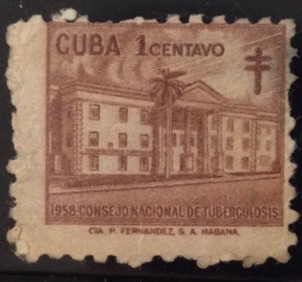 CUBA 1 CENTAVO
1958-CONSEJO NACIONAL DE TUBERCULOSIS
CIA. P. FERNANDEZ, S. A. HABANA.